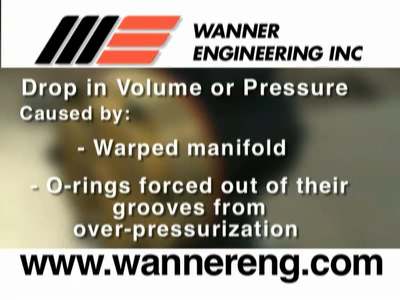 WANNER
ENGINEERING INC
Drop in Volume or Pressure
Caused by:
- Warped manifold
- O-rings forced out of their
grooves from
over-pressurization
www.wannereng.com